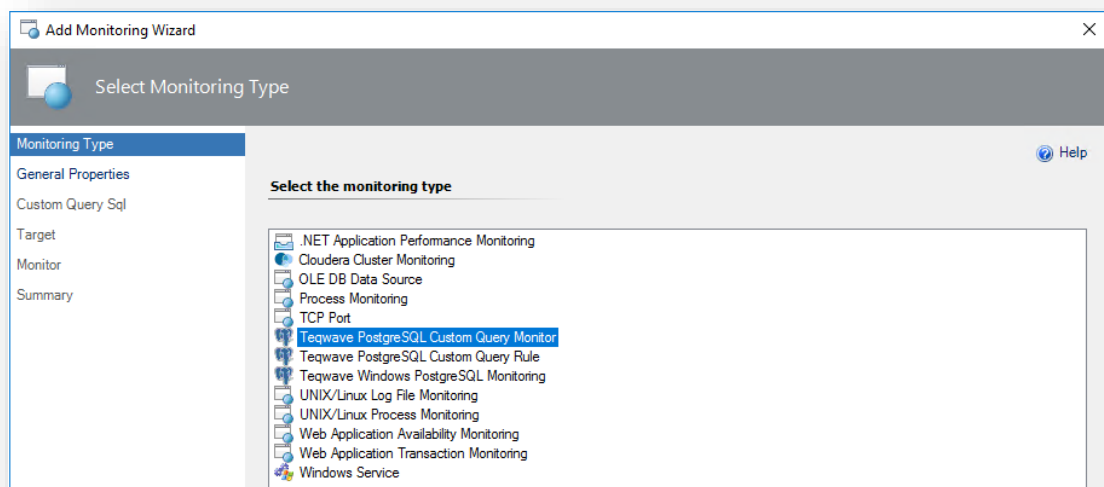 Add Monitoring Wizard
Select Monitoring Type
Monitoring Type
General Properties
Custom Query Sql
Target
Monitor
Summary
Help
Select the monitoring type
.NET Application Performance Monitoring
Cloudera Cluster Monitoring
OLE DB Data Source
Process Monitoring
TCP Port
Teqwave PostgreSQL Custom Query Monitor
Teqwave PostgreSQL Custom Query Rule
Teqwave Windows PostgreSQL Monitoring
UNIX/Linux Log File Monitoring
UNIX/Linux Process Monitoring
Web Application Availability Monitoring
Web Application Transaction Monitoring
Windows Service